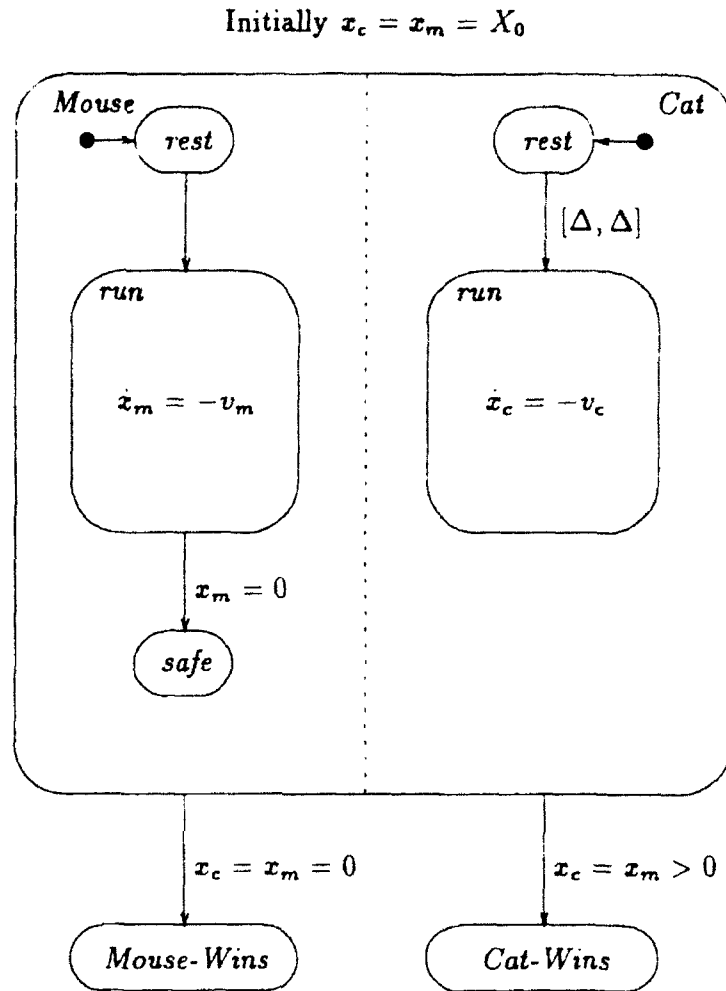 Initially x_c = x_m = X_0
Mouse
Cat
rest
rest
[Δ, Δ]
run
run
ẋ_m = -v_m
ẋ_c = -v_c
x_m = 0
safe
x_c = x_m = 0
x_c = x_m > 0
Mouse-Wins
Cat-Wins